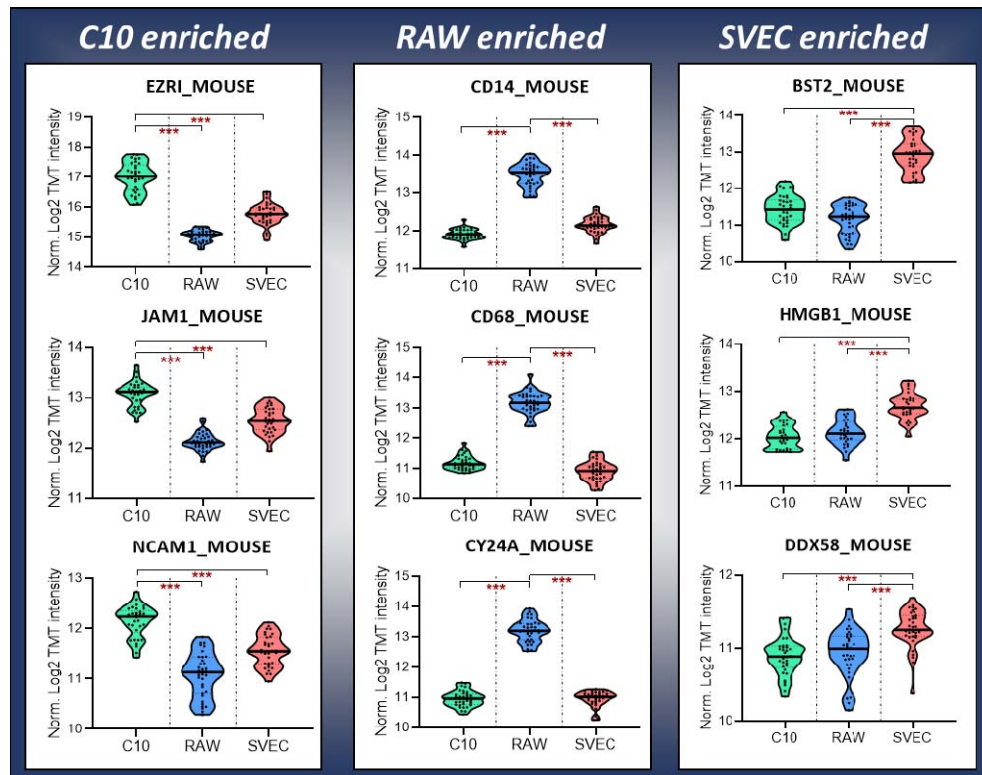 C10 enriched
EZRI_MOUSE
Norm. Log2 TMT intensity
19
18
17
16
15
14
***
***
C10 RAW SVEC
JAM1_MOUSE
Norm. Log2 TMT intensity
14
13
12
11
***
***
C10 RAW SVEC
NCAM1_MOUSE
Norm. Log2 TMT intensity
13
12
11
10
***
***
C10 RAW SVEC
RAW enriched
CD14_MOUSE
Norm. Log2 TMT intensity
15
14
13
12
11
*** ***
C10 RAW SVEC
CD68_MOUSE
Norm. Log2 TMT intensity
15
14
13
12
11
10
*** ***
C10 RAW SVEC
CY24A_MOUSE
Norm. Log2 TMT intensity
15
14
13
12
11
10
*** ***
C10 RAW SVEC
SVEC enriched
BST2_MOUSE
Norm. Log2 TMT intensity
14
13
12
11
10
***
***
C10 RAW SVEC
HMGB1_MOUSE
Norm. Log2 TMT intensity
14
13
12
11
***
***
C10 RAW SVEC
DDX58_MOUSE
Norm. Log2 TMT intensity
12
11
10
***
***
C10 RAW SVEC